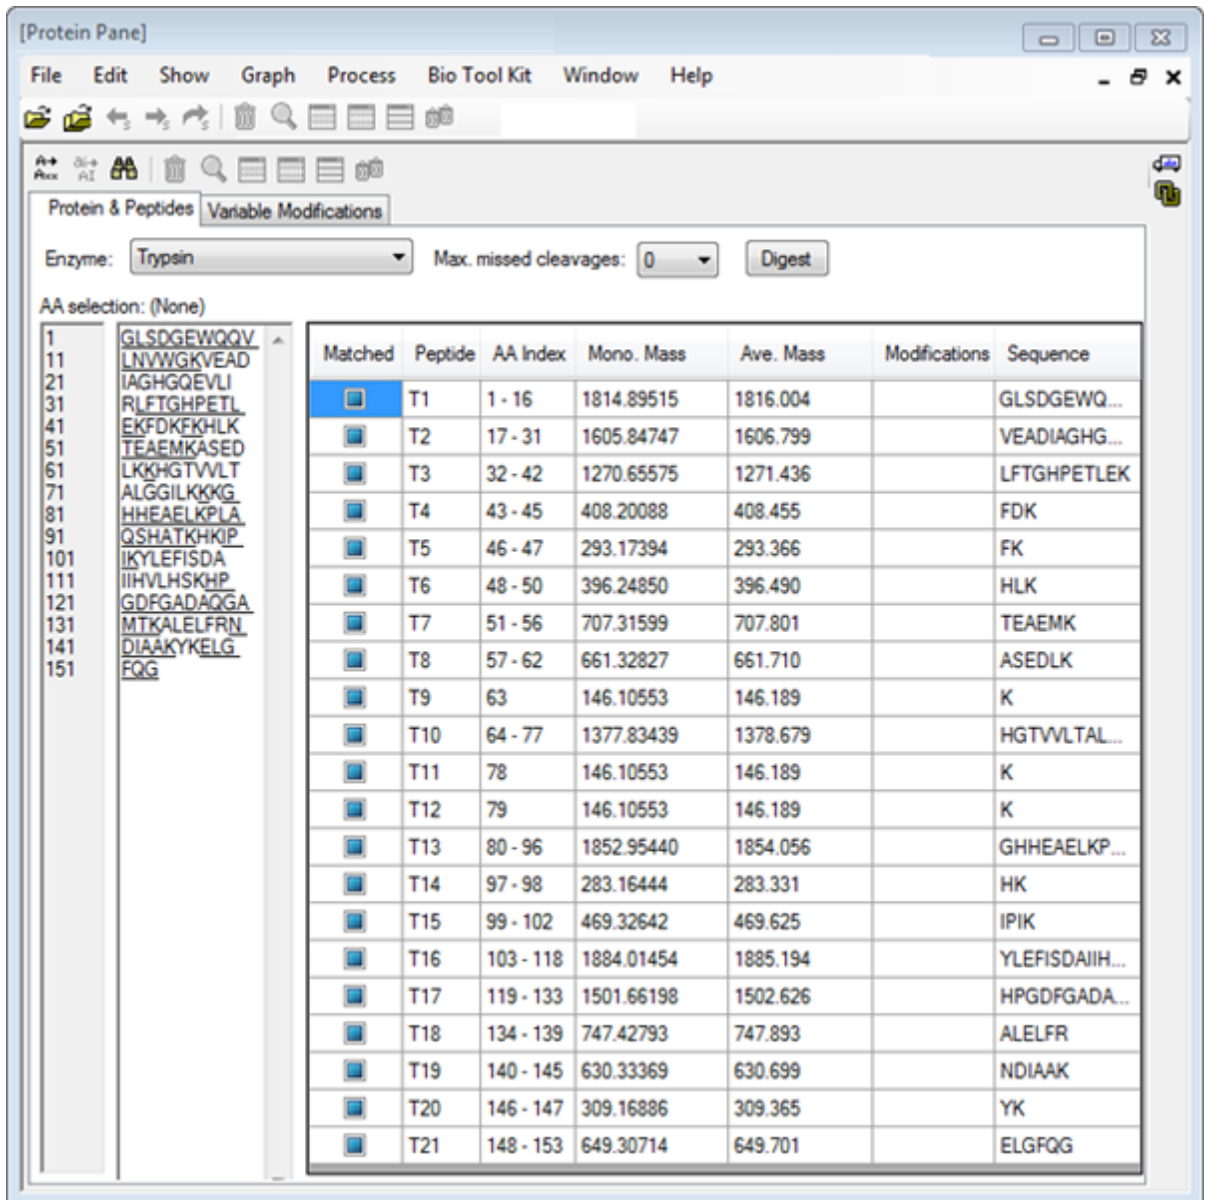 [Protein Pane]
File Edit Show Graph Process Bio Tool Kit Window Help
Protein & Peptides Variable Modifications
Enzyme: Trypsin Max. missed cleavages: 0 Digest
AA selection: (None)
1 GLSDGEWQQV
11 LNVWGKVEAD
21 IAGHGQEVLI
31 RLFTGHPETL
41 EKFDKFKHLK
51 TEAEMKASED
61 LKKHGTVVLT
71 ALGGILKKKG
81 HHEAELKPLA
91 QSHATKHKIP
101 IKYLEFISDA
111 IIHVLHSKHP
121 GDFGADAQGA
131 MTKALELFRN
141 DIAAKYKELG
151 FQG
Matched Peptide AA Index Mono. Mass Ave. Mass Modifications Sequence
T1 1 - 16 1814.89515 1816.004 GLSDGEWQ...
T2 17 - 31 1605.84747 1606.799 VEADIAGHG...
T3 32 - 42 1270.65575 1271.436 LFTGHPETLEK
T4 43 - 45 408.20088 408.455 FDK
T5 46 - 47 293.17394 293.366 FK
T6 48 - 50 396.24850 396.490 HLK
T7 51 - 56 707.31599 707.801 TEAEMK
T8 57 - 62 661.32827 661.710 ASEDLK
T9 63 146.10553 146.189 K
T10 64 - 77 1377.83439 1378.679 HGTVVLTAL...
T11 78 146.10553 146.189 K
T12 79 146.10553 146.189 K
T13 80 - 96 1852.95440 1854.056 GHHEAELKP...
T14 97 - 98 283.16444 283.331 HK
T15 99 - 102 469.32642 469.625 IPIK
T16 103 - 118 1884.01454 1885.194 YLEFISDAIIH...
T17 119 - 133 1501.66198 1502.626 HPGDFGADA...
T18 134 - 139 747.42793 747.893 ALELFR
T19 140 - 145 630.33369 630.699 NDIAAK
T20 146 - 147 309.16886 309.365 YK
T21 148 - 153 649.30714 649.701 ELGFQG